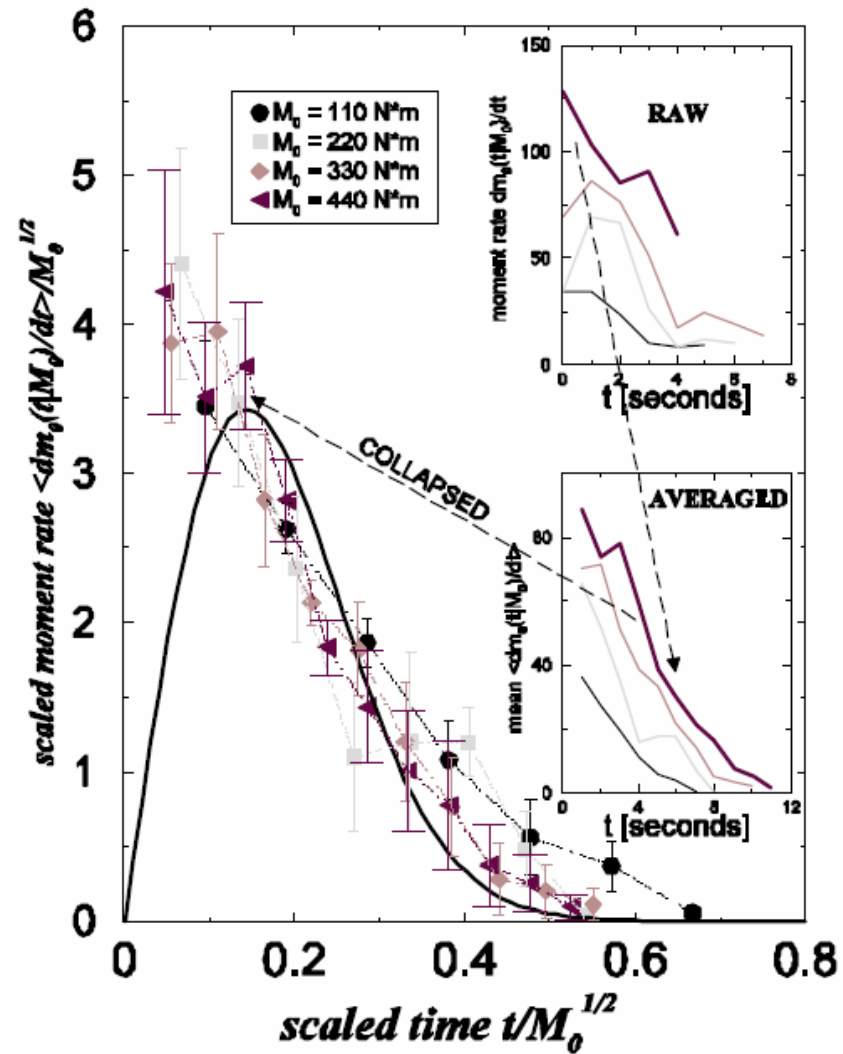 6
5
4
3
2
1
0
scaled moment rate <dm₀(t|M₀)/dt>/M₀^1/2
M₀ = 110 N*m
M₀ = 220 N*m
M₀ = 330 N*m
M₀ = 440 N*m
COLLAPSED
0 0.2 0.4 0.6 0.8
scaled time t/M₀^1/2
150
100
50
0
moment rate dm₀(t|M₀)/dt
RAW
0 2 4 6 8
t [seconds]
80
40
0
mean <dm₀(t|M₀)/dt>
AVERAGED
0 4 8 12
t [seconds]